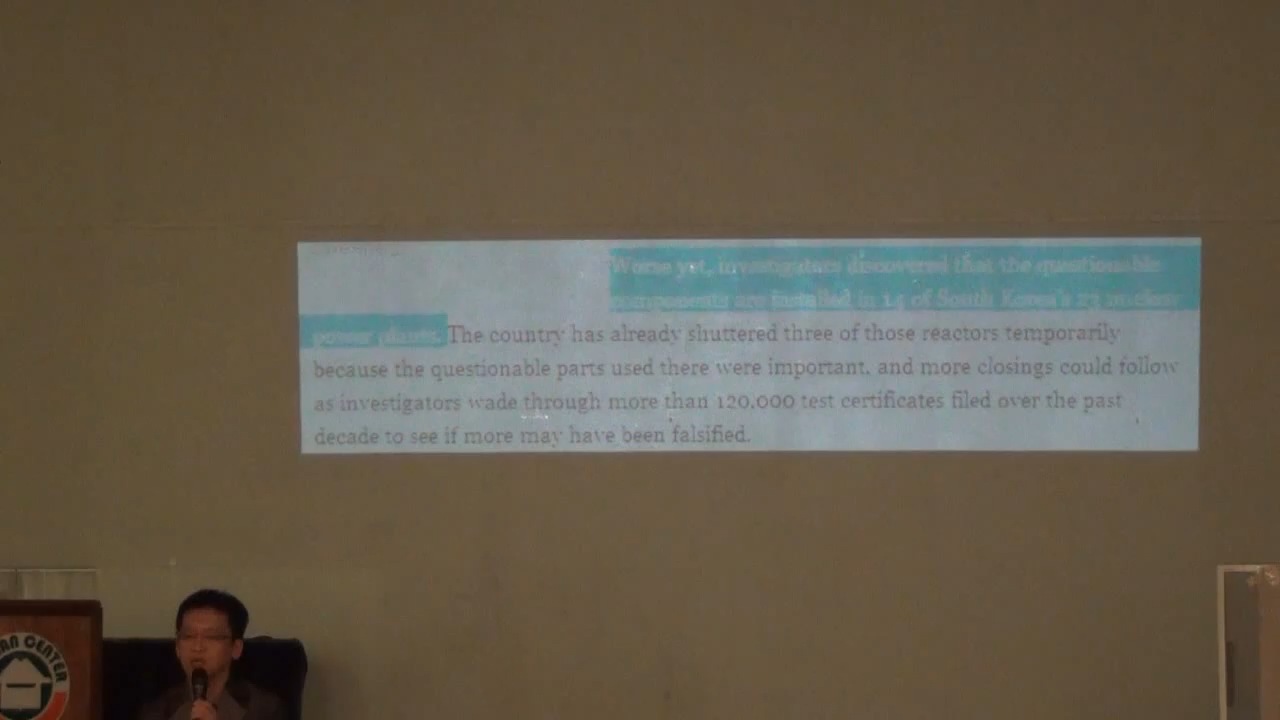 Worse yet, investigators discovered that the questionable
components are installed in 14 of South Korea's 23 nuclear
power plants. The country has already shuttered three of those reactors temporarily
because the questionable parts used there were important, and more closings could follow
as investigators wade through more than 120,000 test certificates filed over the past
decade to see if more may have been falsified.
AN CENTER